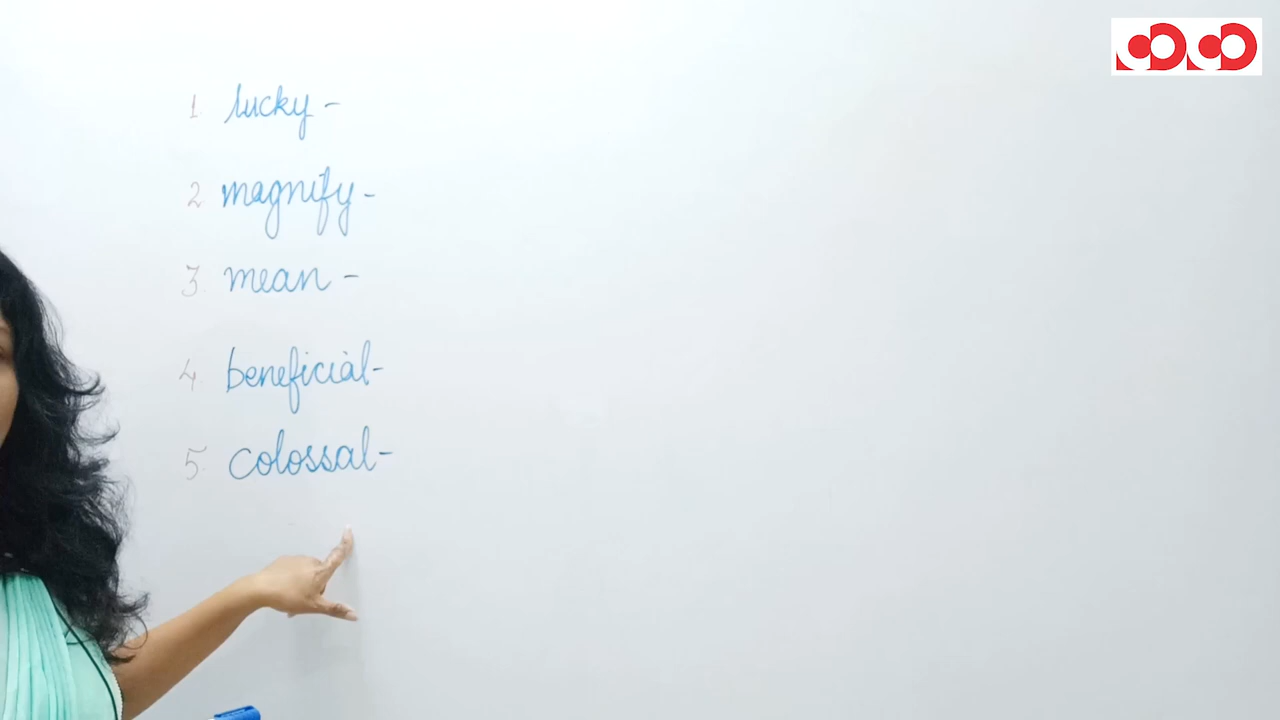 1. lucky -
2 magnify -
3. mean -
4 beneficial -
5. colossal -